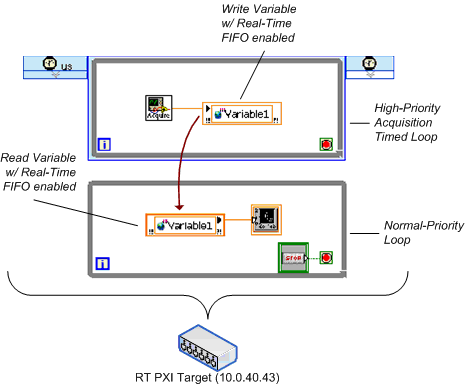 Write Variable
w/ Real-Time
FIFO enabled
us
Acquire
Variable1
i
High-Priority
Acquisition
Timed Loop
Read Variable
w/ Real-Time
FIFO enabled
Variable1
STOP
i
Normal-Priority
Loop
RT PXI Target (10.0.40.43)